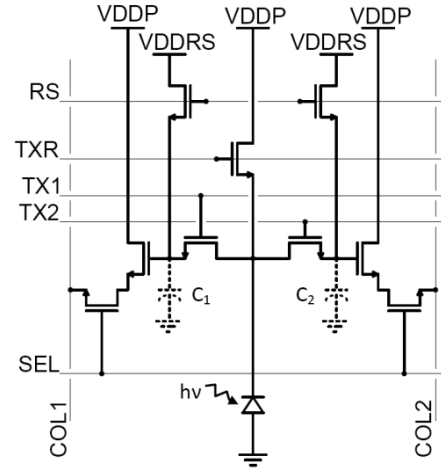 VDDP VDDP VDDP
VDDRS VDDRS
RS
TXR
TX1
TX2
C1 C2
SEL
hν
COL1 COL2